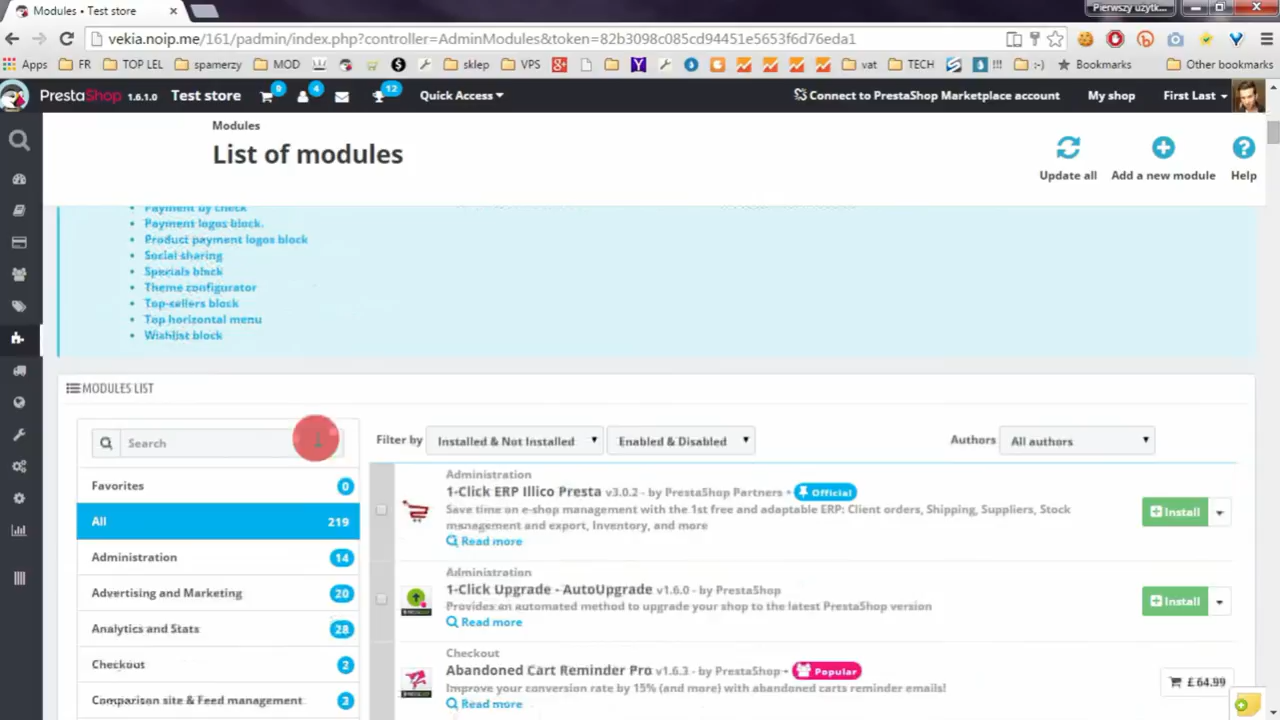 Modules • Test store
Pierwszy użytk...
vekia.noip.me/161/padmin/index.php?controller=AdminModules&token=82b3098c085cd94451e5653f6d76eda1
Apps FR TOP LEL spamerzy MOD sklep VPS vat TECH !!! :-) Bookmarks Other bookmarks
PrestaShop 1.6.1.0 Test store 0 4 12 Quick Access Connect to PrestaShop Marketplace account My shop First Last
Modules
List of modules
Update all Add a new module Help
Payment by check
Payment logos block.
Product payment logos block
Social sharing
Specials block
Theme configurator
Top-sellers block
Top horizontal menu
Wishlist block
MODULES LIST
Search
Filter by Installed & Not Installed Enabled & Disabled Authors All authors
Favorites 0
All 219
Administration 14
Advertising and Marketing 20
Analytics and Stats 28
Checkout 2
Comparison site & Feed management 2
Administration
1-Click ERP Illico Presta v3.0.2 - by PrestaShop Partners • Official
Save time on e-shop management with the 1st free and adaptable ERP: Client orders, Shipping, Suppliers, Stock
management and export, Inventory, and more
Read more
Install
Administration
1-Click Upgrade - AutoUpgrade v1.6.0 - by PrestaShop
Provides an automated method to upgrade your shop to the latest PrestaShop version
Read more
Install
Checkout
Abandoned Cart Reminder Pro v1.6.3 - by PrestaShop • Popular
Improve your conversion rate by 15% (and more) with abandoned carts reminder emails!
Read more
£ 64.99